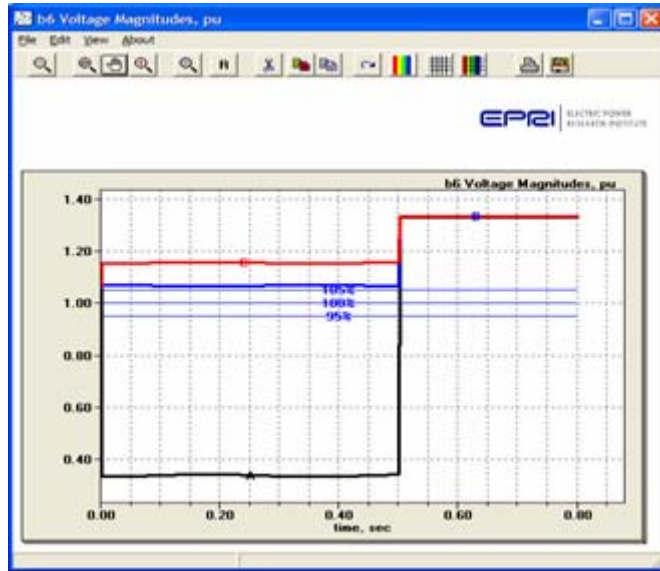 b6 Voltage Magnitudes, pu
File Edit View About
EPRI ELECTRIC POWER
RESEARCH INSTITUTE
b6 Voltage Magnitudes, pu
1.40
1.20
C
B
105%
1.00
100%
95%
0.80
0.60
0.40
A
0.00 0.20 0.40 0.60 0.80
time, sec